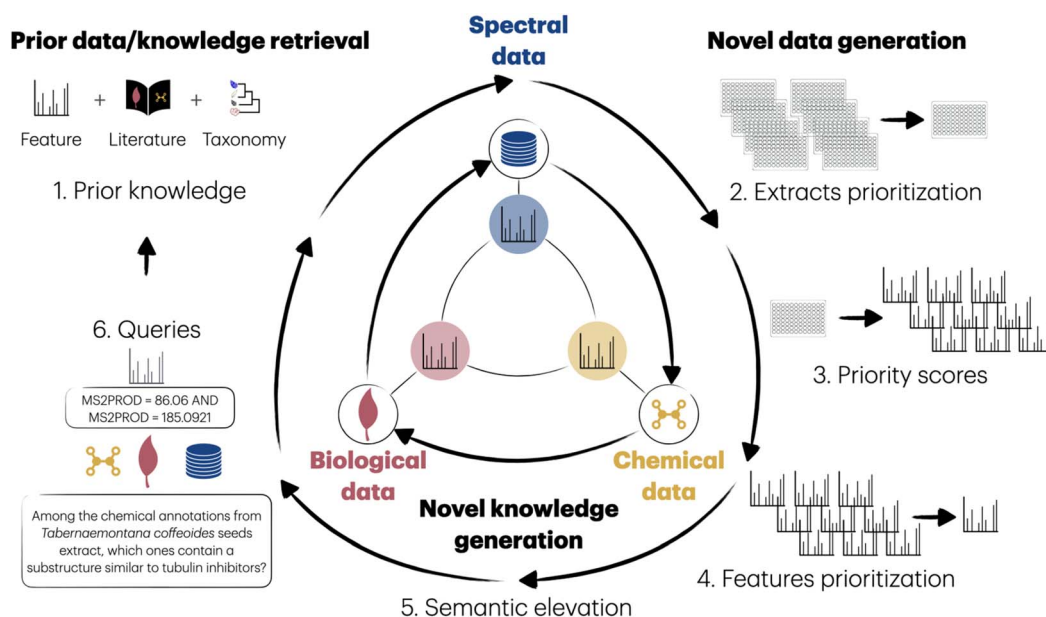 Prior data/knowledge retrieval
Feature
+
Literature
+
Taxonomy
1. Prior knowledge
6. Queries
MS2PROD = 86.06 AND
MS2PROD = 185.0921
Among the chemical annotations from
Tabernaemontana coffeoides seeds
extract, which ones contain a
substructure similar to tubulin inhibitors?
Spectral
data
Biological
data
Chemical
data
Novel knowledge
generation
5. Semantic elevation
Novel data generation
2. Extracts prioritization
3. Priority scores
4. Features prioritization